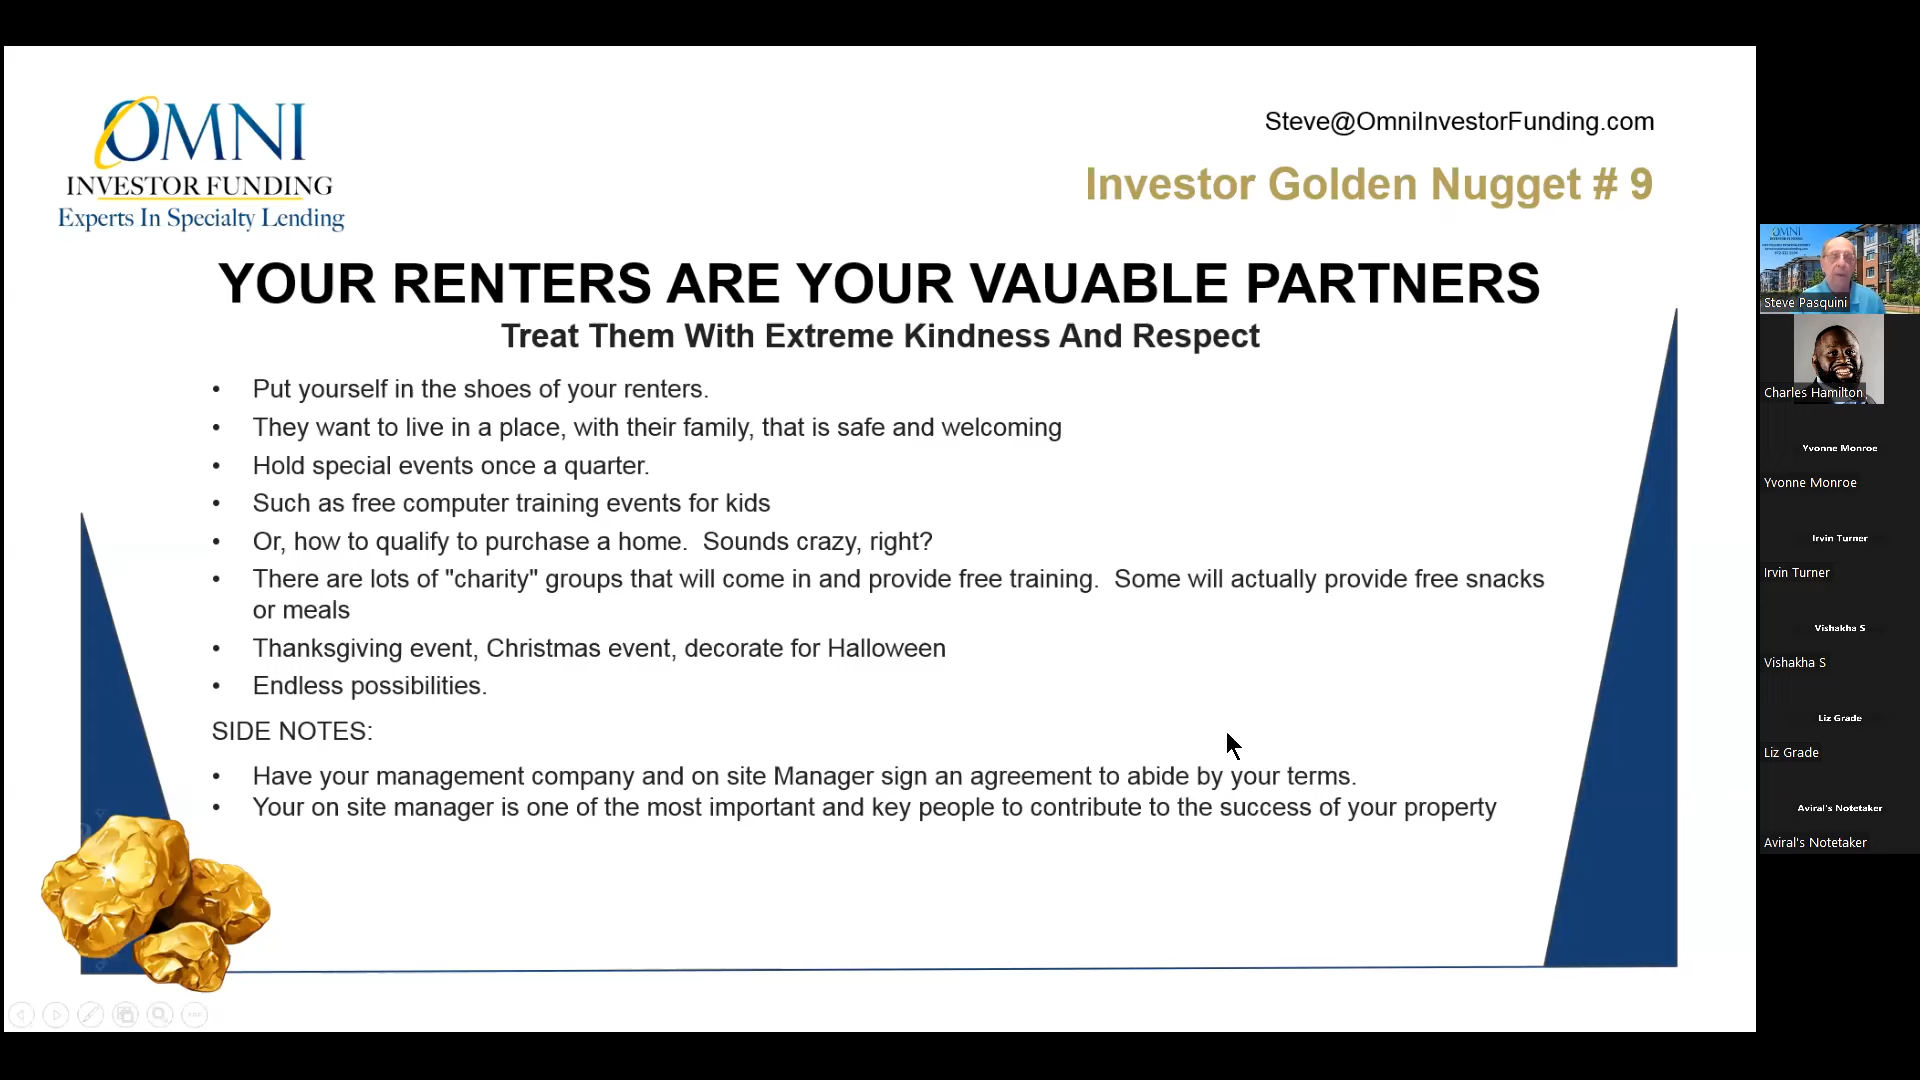 OMNI
INVESTOR FUNDING
Experts In Specialty Lending
Steve@OmniInvestorFunding.com
Investor Golden Nugget # 9
YOUR RENTERS ARE YOUR VAUABLE PARTNERS
Treat Them With Extreme Kindness And Respect
• Put yourself in the shoes of your renters.
• They want to live in a place, with their family, that is safe and welcoming
• Hold special events once a quarter.
• Such as free computer training events for kids
• Or, how to qualify to purchase a home.  Sounds crazy, right?
• There are lots of "charity" groups that will come in and provide free training.  Some will actually provide free snacks
or meals
• Thanksgiving event, Christmas event, decorate for Halloween
• Endless possibilities.
SIDE NOTES:
• Have your management company and on site Manager sign an agreement to abide by your terms.
• Your on site manager is one of the most important and key people to contribute to the success of your property
OMNI
Steve Pasquini
Charles Hamilton
Yvonne Monroe
Yvonne Monroe
Irvin Turner
Irvin Turner
Vishakha S
Vishakha S
Liz Grade
Liz Grade
Aviral's Notetaker
Aviral's Notetaker